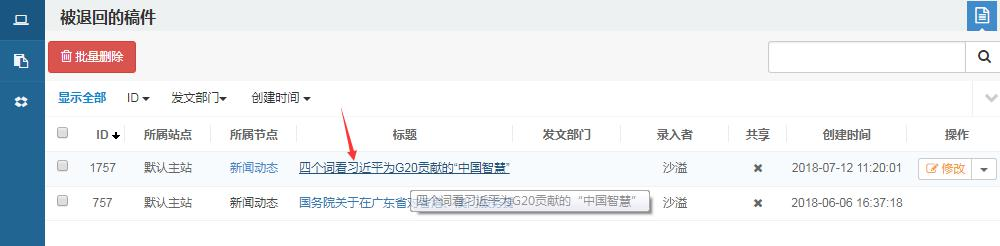 被退回的稿件
批量删除
显示全部 ID 发文部门 创建时间
ID 所属站点 所属节点 标题 发文部门 录入者 共享 创建时间 操作
1757 默认主站 新闻动态 四个词看习近平为G20贡献的“中国智慧” 沙溢 2018-07-12 11:20:01 修改
四个词看习近平为G20贡献的“中国智慧”
757 默认主站 新闻动态 国务院关于在广东省 沙溢 2018-06-06 16:37:18